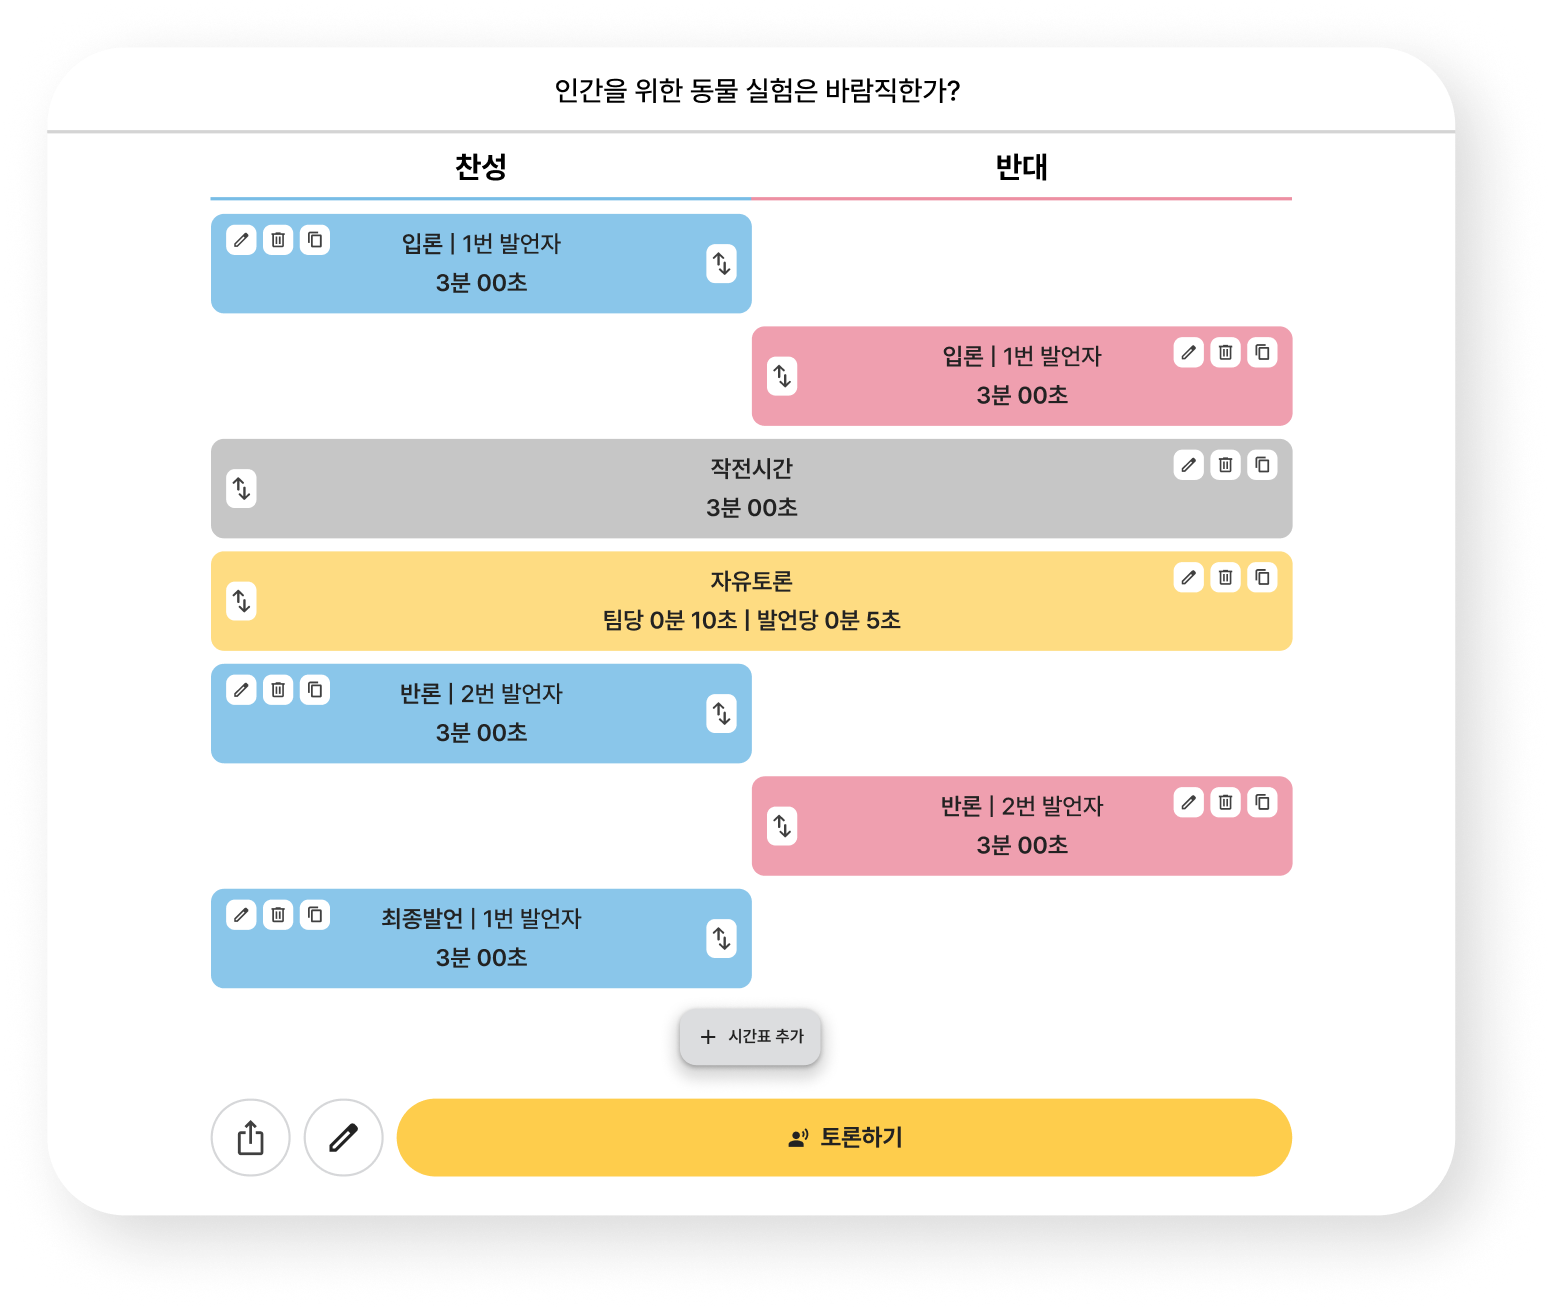 인간을 위한 동물 실험은 바람직한가?
찬성
반대
입론 | 1번 발언자
3분 00초
입론 | 1번 발언자
3분 00초
작전시간
3분 00초
자유토론
팀당 0분 10초 | 발언당 0분 5초
반론 | 2번 발언자
3분 00초
반론 | 2번 발언자
3분 00초
최종발언 | 1번 발언자
3분 00초
+ 시간표 추가
토론하기